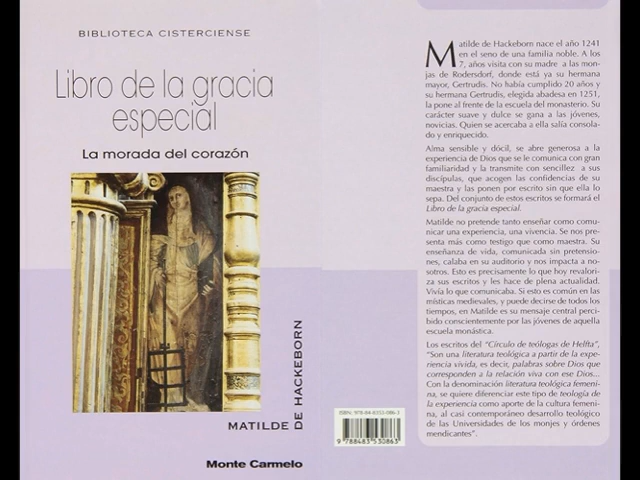 BIBLIOTECA CISTERCIENSE
Libro de la gracia
especial
La morada del corazón
MATILDE
DE HACKEBORN
Monte Carmelo
Matilde de Hackeborn nace el año 1241
en el seno de una familia noble. A los
7, años visita con su madre a las mon-
jas de Rodersdorf, donde está ya su hermana
mayor, Gertrudis. No había cumplido 20 años y
su hermana Gertrudis, elegida abadesa en 1251,
la pone al frente de la escuela del monasterio. Su
carácter suave y dulce se gana a las jóvenes,
novicias. Quien se acercaba a ella salía consola-
do y enriquecido.
Alma sensible y dócil, se abre generosa a la
experiencia de Dios que se le comunica con gran
familiaridad y la transmite con sencillez a sus
discípulas, que acogen las confidencias de su
maestra y las ponen por escrito sin que ella lo
sepa. Del conjunto de estos escritos se formará el
Libro de la gracia especial.
Matilde no pretende tanto enseñar como comu-
nicar una experiencia, una vivencia. Se nos pre-
senta más como testigo que como maestra. Su
enseñanza de vida, comunicada sin pretensio-
nes, calaba en su auditorio y nos impacta a no-
sotros. Esto es precisamente lo que hoy revalori-
za sus escritos y les hace de plena actualidad.
Vivía lo que comunicaba. Si esto es común en las
místicas medievales, y puede decirse de todos los
tiempos, en Matilde es su mensaje central perci-
bido conscientemente por las jóvenes de aquella
escuela monástica.
Los escritos del "Círculo de teólogas de Helfta",
"Son una literatura teológica a partir de la expe-
riencia vivida, es decir, palabras sobre Dios que
corresponden a la relación viva con ese Dios...
Con la denominación literatura teológica femeni-
na, se quiere diferenciar este tipo de teología de
la experiencia como aporte de la cultura femeni-
na, al casi contemporáneo desarrollo teológico
de las Universidades de los monjes y órdenes
mendicantes".
ISBN: 978-84-8353-086-3
9 788483 530863